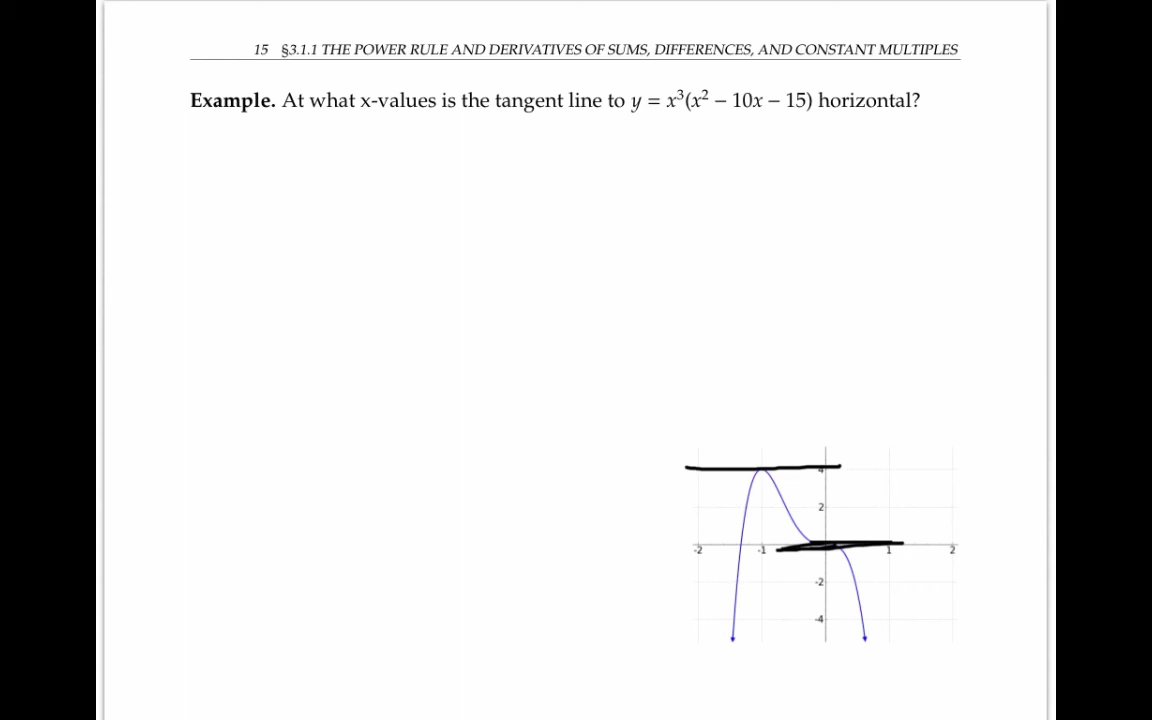 15 §3.1.1 THE POWER RULE AND DERIVATIVES OF SUMS, DIFFERENCES, AND CONSTANT MULTIPLES
Example. At what x-values is the tangent line to y = x³(x² − 10x − 15) horizontal?
4
2
-2 -1 1 2
-2
-4